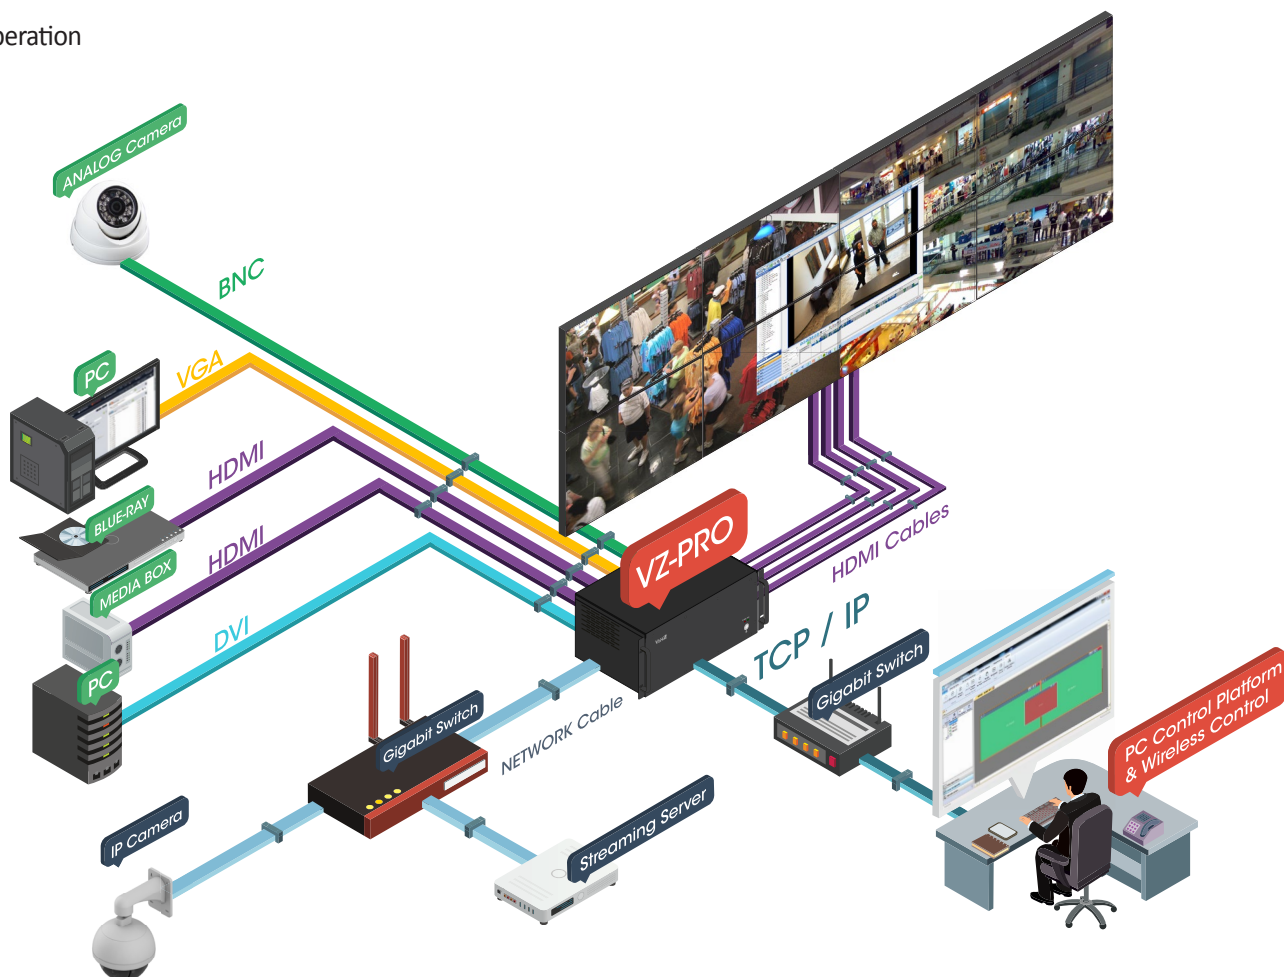 peration
ANALOG Camera
BNC
PC
VGA
HDMI
BLUE-RAY
HDMI
MEDIA BOX
DVI
PC
VZ-PRO
HDMI Cables
TCP / IP
Gigabit Switch
Gigabit Switch
NETWORK Cable
PC Control Platform
& Wireless Control
IP Camera
Streaming Server